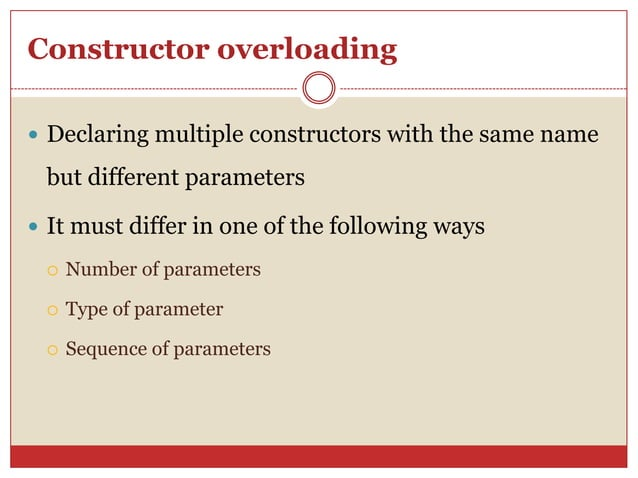 Constructor overloading
Declaring multiple constructors with the same name
but different parameters
It must differ in one of the following ways
Number of parameters
Type of parameter
Sequence of parameters